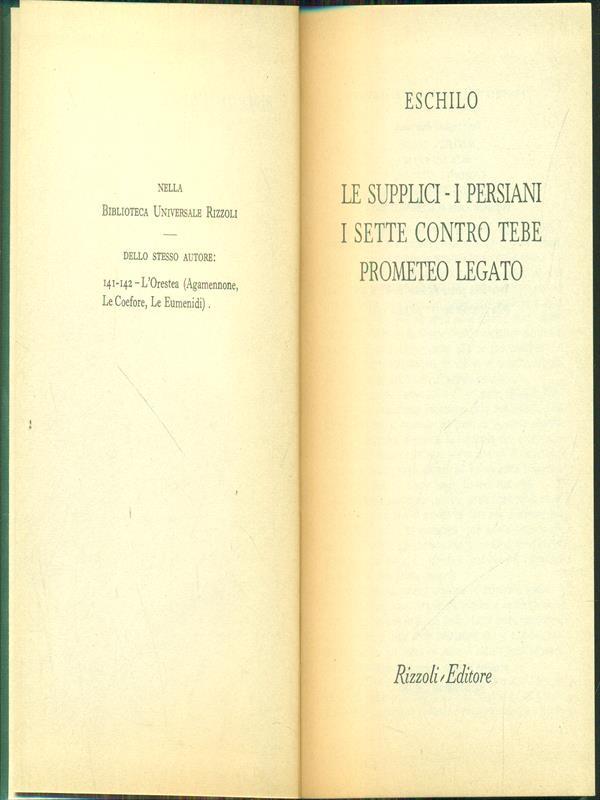 NELLA
BIBLIOTECA UNIVERSALE RIZZOLI
DELLO STESSO AUTORE:
141-142 – L'Orestea (Agamennone,
Le Coefore, Le Eumenidi).
ESCHILO
LE SUPPLICI - I PERSIANI
I SETTE CONTRO TEBE
PROMETEO LEGATO
Rizzoli - Editore